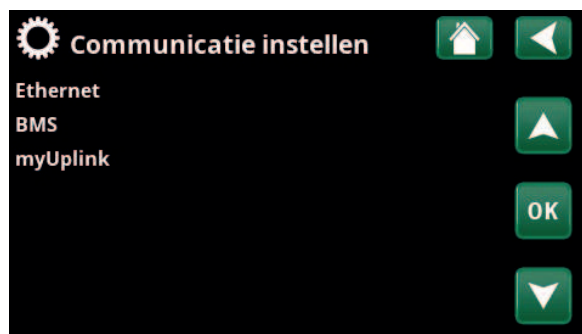 Communicatie instellen
Ethernet
BMS
myUplink
OK